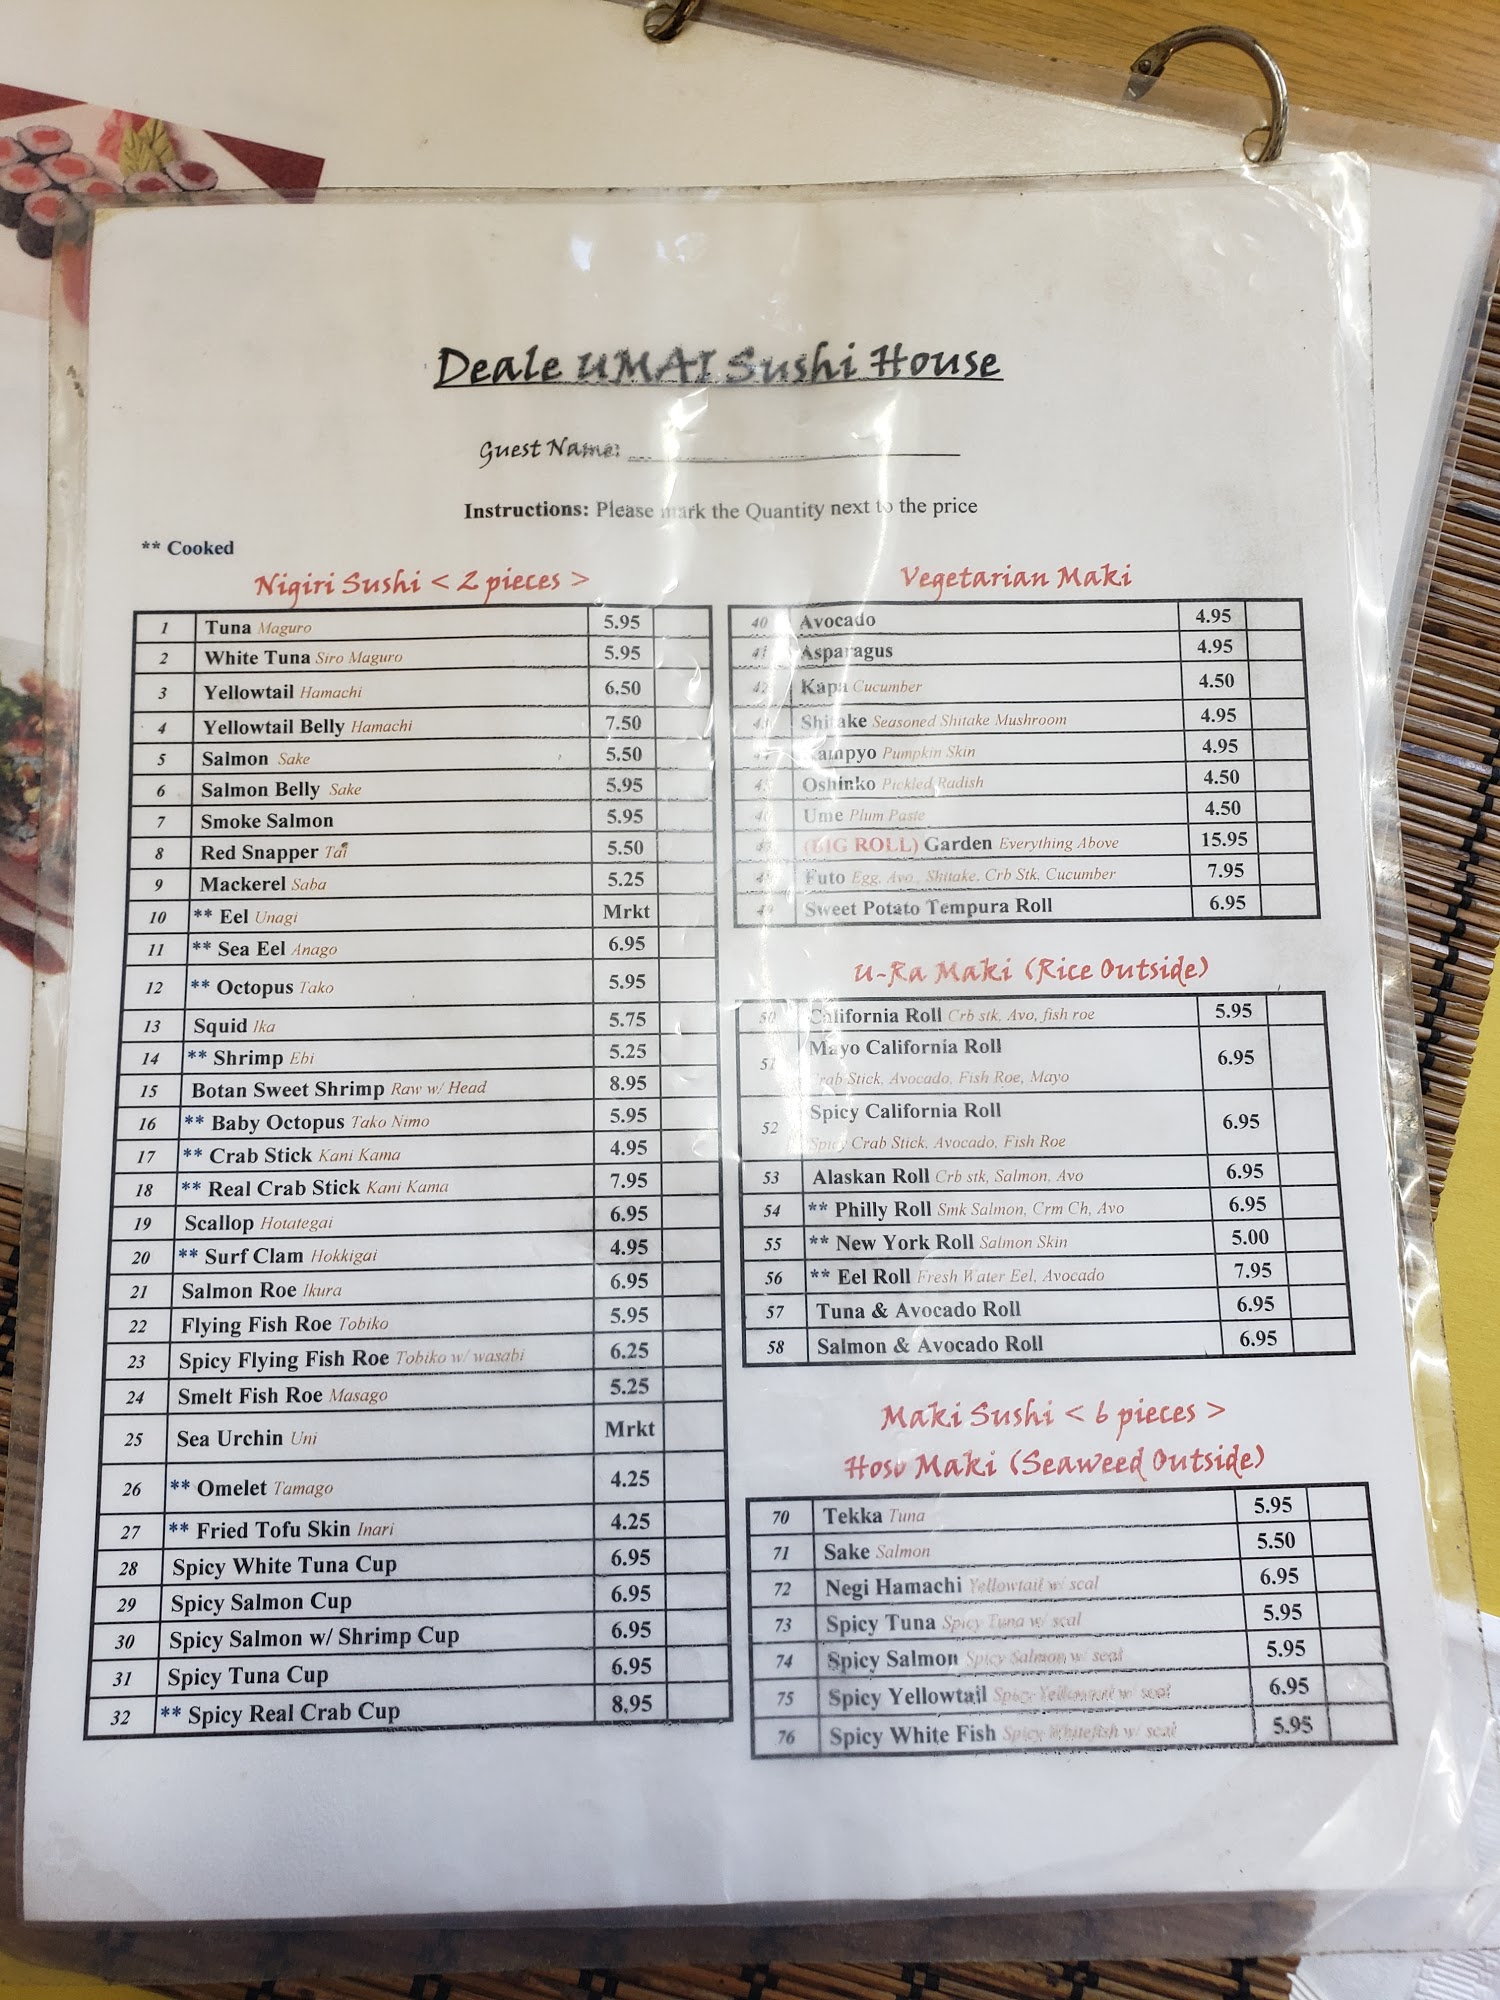 Deale UMAI Sushi House
Guest Name:
Instructions: Please mark the Quantity next to the price
** Cooked
Nigiri Sushi < 2 pieces >
1 Tuna Maguro 5.95
2 White Tuna Siro Maguro 5.95
3 Yellowtail Hamachi 6.50
4 Yellowtail Belly Hamachi 7.50
5 Salmon Sake 5.50
6 Salmon Belly Sake 5.95
7 Smoke Salmon 5.95
8 Red Snapper Tai 5.50
9 Mackerel Saba 5.25
10 ** Eel Unagi Mrkt
11 ** Sea Eel Anago 6.95
12 ** Octopus Tako 5.95
13 Squid Ika 5.75
14 ** Shrimp Ebi 5.25
15 Botan Sweet Shrimp Raw w/ Head 8.95
16 ** Baby Octopus Tako Nimo 5.95
17 ** Crab Stick Kani Kama 4.95
18 ** Real Crab Stick Kani Kama 7.95
19 Scallop Hotategai 6.95
20 ** Surf Clam Hokkigai 4.95
21 Salmon Roe Ikura 6.95
22 Flying Fish Roe Tobiko 5.95
23 Spicy Flying Fish Roe Tobiko w/ wasabi 6.25
24 Smelt Fish Roe Masago 5.25
25 Sea Urchin Uni Mrkt
26 ** Omelet Tamago 4.25
27 ** Fried Tofu Skin Inari 4.25
28 Spicy White Tuna Cup 6.95
29 Spicy Salmon Cup 6.95
30 Spicy Salmon w/ Shrimp Cup 6.95
31 Spicy Tuna Cup 6.95
32 ** Spicy Real Crab Cup 8.95
Vegetarian Maki
40 Avocado 4.95
41 Asparagus 4.95
42 Kapa Cucumber 4.50
43 Shitake Seasoned Shitake Mushroom 4.95
44 Kampyo Pumpkin Skin 4.95
45 Oshinko Pickled Radish 4.50
46 Ume Plum Paste 4.50
47 (BIG ROLL) Garden Everything Above 15.95
48 Futo Egg, Avo., Shitake, Crb Stk, Cucumber 7.95
49 Sweet Potato Tempura Roll 6.95
U-Ra Maki (Rice Outside)
50 California Roll Crb stk, Avo, fish roe 5.95
51 Mayo California Roll 6.95
Crab Stick, Avocado, Fish Roe, Mayo
52 Spicy California Roll 6.95
Spicy Crab Stick, Avocado, Fish Roe
53 Alaskan Roll Crb stk, Salmon, Avo 6.95
54 ** Philly Roll Smk Salmon, Crm Ch, Avo 6.95
55 ** New York Roll Salmon Skin 5.00
56 ** Eel Roll Fresh Water Eel, Avocado 7.95
57 Tuna & Avocado Roll 6.95
58 Salmon & Avocado Roll 6.95
Maki Sushi < 6 pieces >
Hoso Maki (Seaweed Outside)
70 Tekka Tuna 5.95
71 Sake Salmon 5.50
72 Negi Hamachi Yellowtail w/ scal 6.95
73 Spicy Tuna Spicy Tuna w/ scal 5.95
74 Spicy Salmon Spicy Salmon w/ scal 5.95
75 Spicy Yellowtail Spicy Yellowtail w/ scal 6.95
76 Spicy White Fish Spicy Whitefish w/ scal 5.95